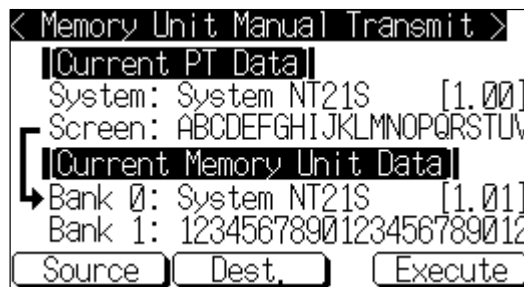 < Memory Unit Manual Transmit >
[Current PT Data]
System: System NT21S [1.00]
Screen: ABCDEFGHIJKLMNOPQRSTUV
[Current Memory Unit Data]
Bank 0: System NT21S [1.01]
Bank 1: 1234567890123456789012
Source Dest. Execute